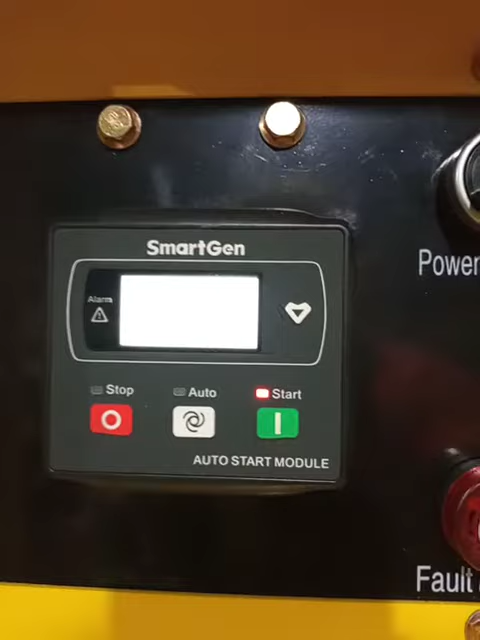 SmartGen
Alarm
Stop
Auto
Start
AUTO START MODULE
Power
Fault